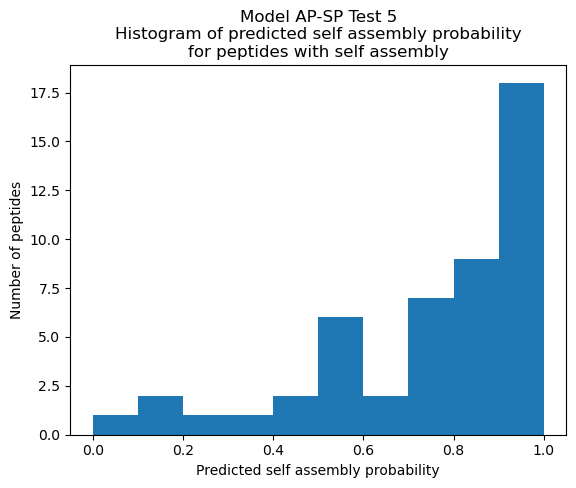 Model AP-SP Test 5
Histogram of predicted self assembly probability
for peptides with self assembly
Number of peptides
17.5
15.0
12.5
10.0
7.5
5.0
2.5
0.0
0.0 0.2 0.4 0.6 0.8 1.0
Predicted self assembly probability